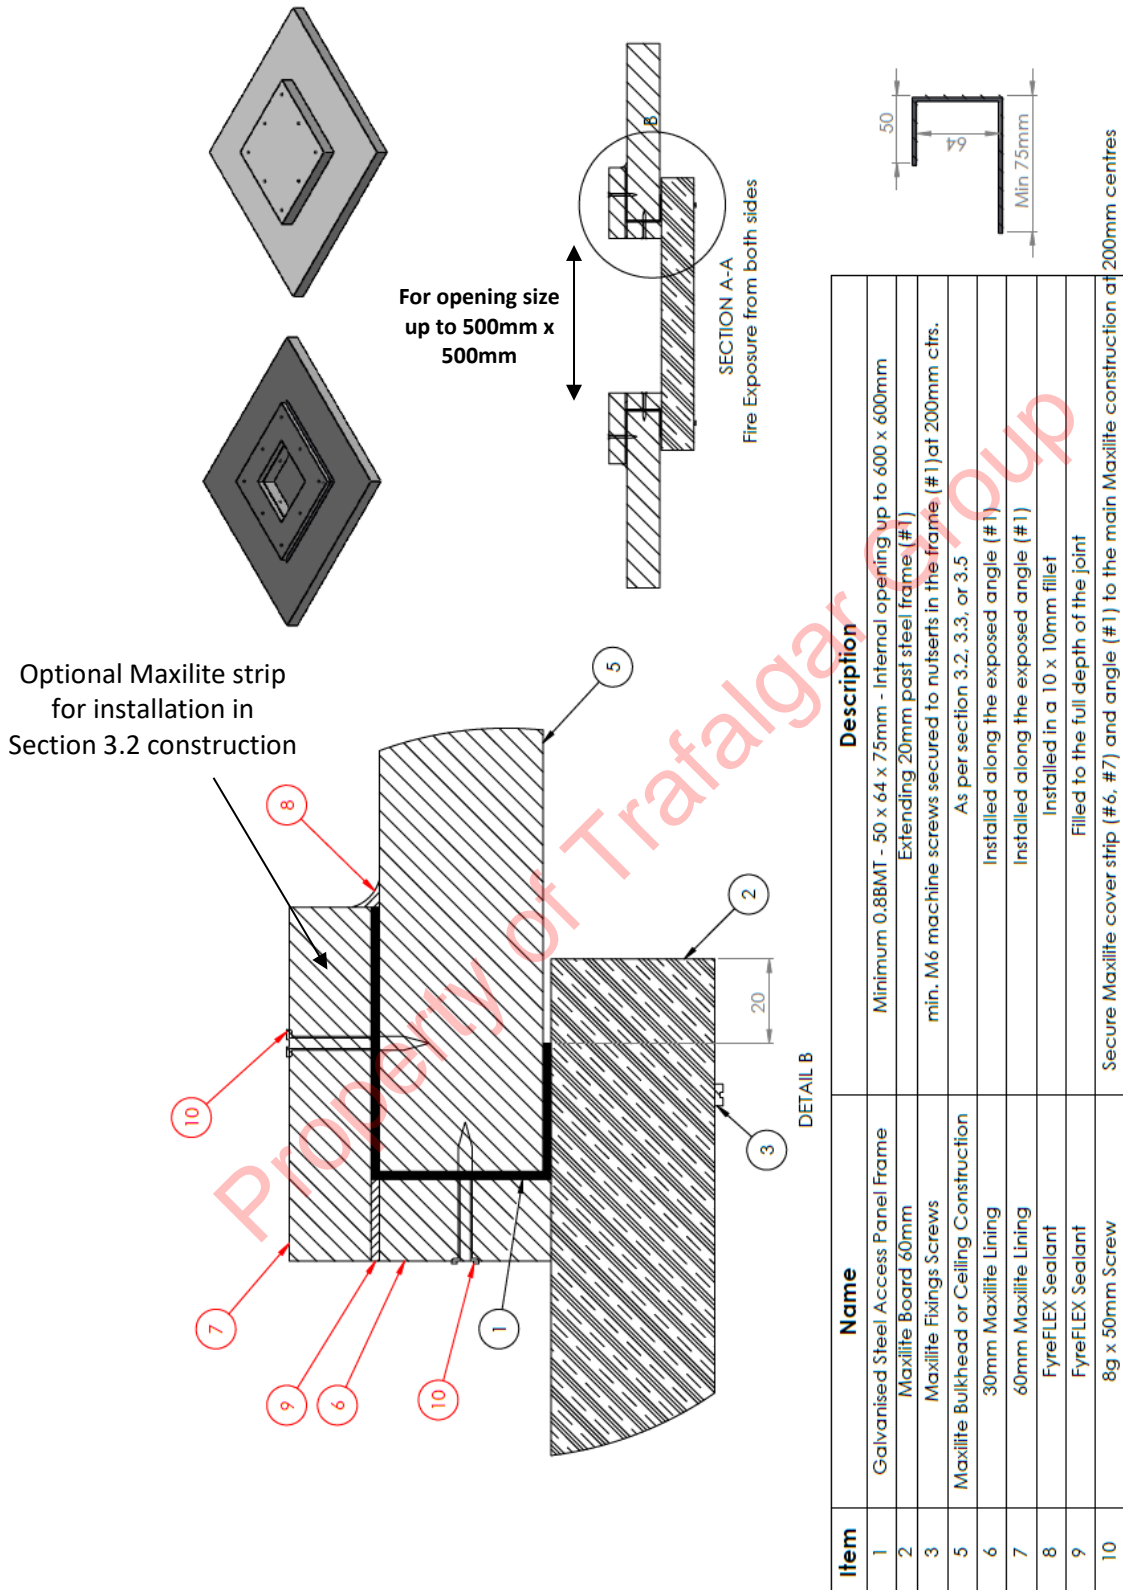 Optional Maxilite strip
for installation in
Section 3.2 construction
For opening size
up to 500mm x
500mm
SECTION A-A
Fire Exposure from both sides
B
50
64
Min 75mm
10
8
7
9
6
10
1
5
2
3
20
DETAIL B
Property of Trafalgar Group
Item Name Description
1 Galvanised Steel Access Panel Frame Minimum 0.8BMT - 50 x 64 x 75mm - Internal opening up to 600 x 600mm
2 Maxilite Board 60mm Extending 20mm past steel frame (#1)
3 Maxilite Fixings Screws min. M6 machine screws secured to nutserts in the frame (#1)at 200mm ctrs.
5 Maxilite Bulkhead or Ceiling Construction As per section 3.2, 3.3, or 3.5
6 30mm Maxilite Lining Installed along the exposed angle (#1)
7 60mm Maxilite Lining Installed along the exposed angle (#1)
8 FyreFLEX Sealant Installed in a 10 x 10mm fillet
9 FyreFLEX Sealant Filled to the full depth of the joint
10 8g x 50mm Screw Secure Maxilite cover strip (#6, #7) and angle (#1) to the main Maxilite construction at 200mm centres